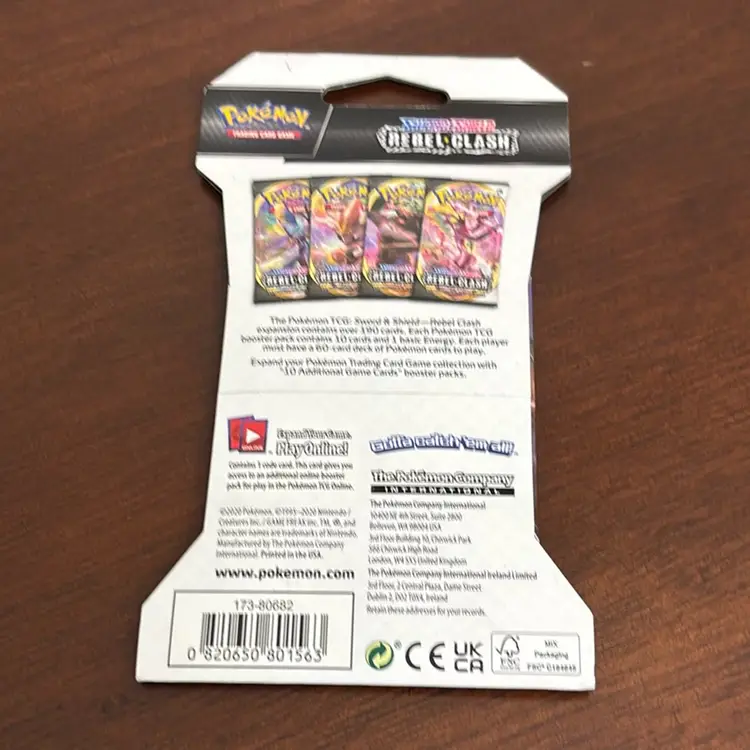 POKéMON
TRADING CARD GAME
REBEL CLASH
POKéMON
REBEL CLASH
The Pokémon TCG: Sword & Shield—Rebel Clash
expansion contains over 190 cards. Each Pokémon TCG
booster pack contains 10 cards and 1 basic Energy. Each player
must have a 60-card deck of Pokémon cards to play.
Expand your Pokémon Trading Card Game collection with
"10 Additional Game Cards" booster packs.
Expand Your Game.
Play Online!
Contains 1 code card. This card gives you
access to an additional online booster
pack for play in the Pokémon TCG Online.
©2020 Pokémon. ©1995–2020 Nintendo /
Creatures Inc. / GAME FREAK inc. TM, ®, and
character names are trademarks of Nintendo.
Manufactured by The Pokémon Company
International. Printed in the USA.
www.pokemon.com
173-80682
0 820650 801563
Gotta catch 'em all!
The Pokémon Company
INTERNATIONAL
The Pokémon Company International
10400 NE 4th Street, Suite 2800
Bellevue, WA 98004 USA
3rd Floor Building 10, Chiswick Park
566 Chiswick High Road
London, W4 5XS United Kingdom
The Pokémon Company International Ireland Limited
3rd Floor, 2 Central Plaza, Dame Street
Dublin 2, D02 T0X4, Ireland
Retain these addresses for your records.
CE
UK
CA
FSC
MIX
Packaging